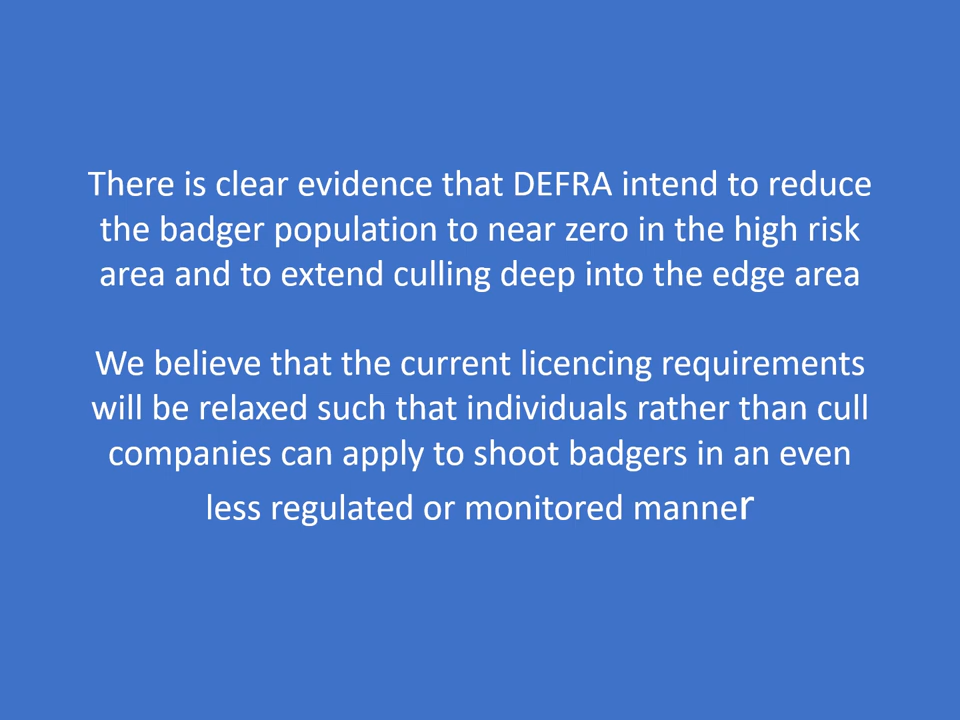 There is clear evidence that DEFRA intend to reduce
the badger population to near zero in the high risk
area and to extend culling deep into the edge area
We believe that the current licencing requirements
will be relaxed such that individuals rather than cull
companies can apply to shoot badgers in an even
less regulated or monitored manner